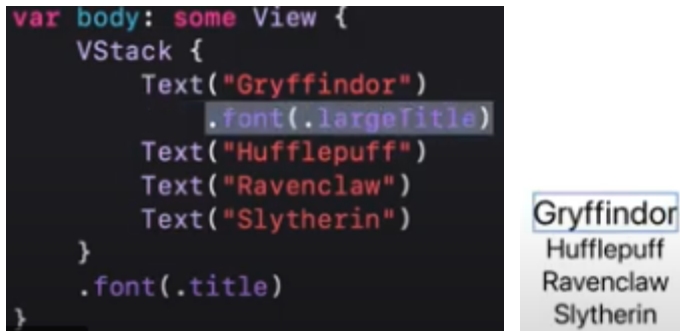 var body: some View {
VStack {
Text("Gryffindor")
.font(.largeTitle)
Text("Hufflepuff")
Text("Ravenclaw")
Text("Slytherin")
}
.font(.title)
}
Gryffindor
Hufflepuff
Ravenclaw
Slytherin